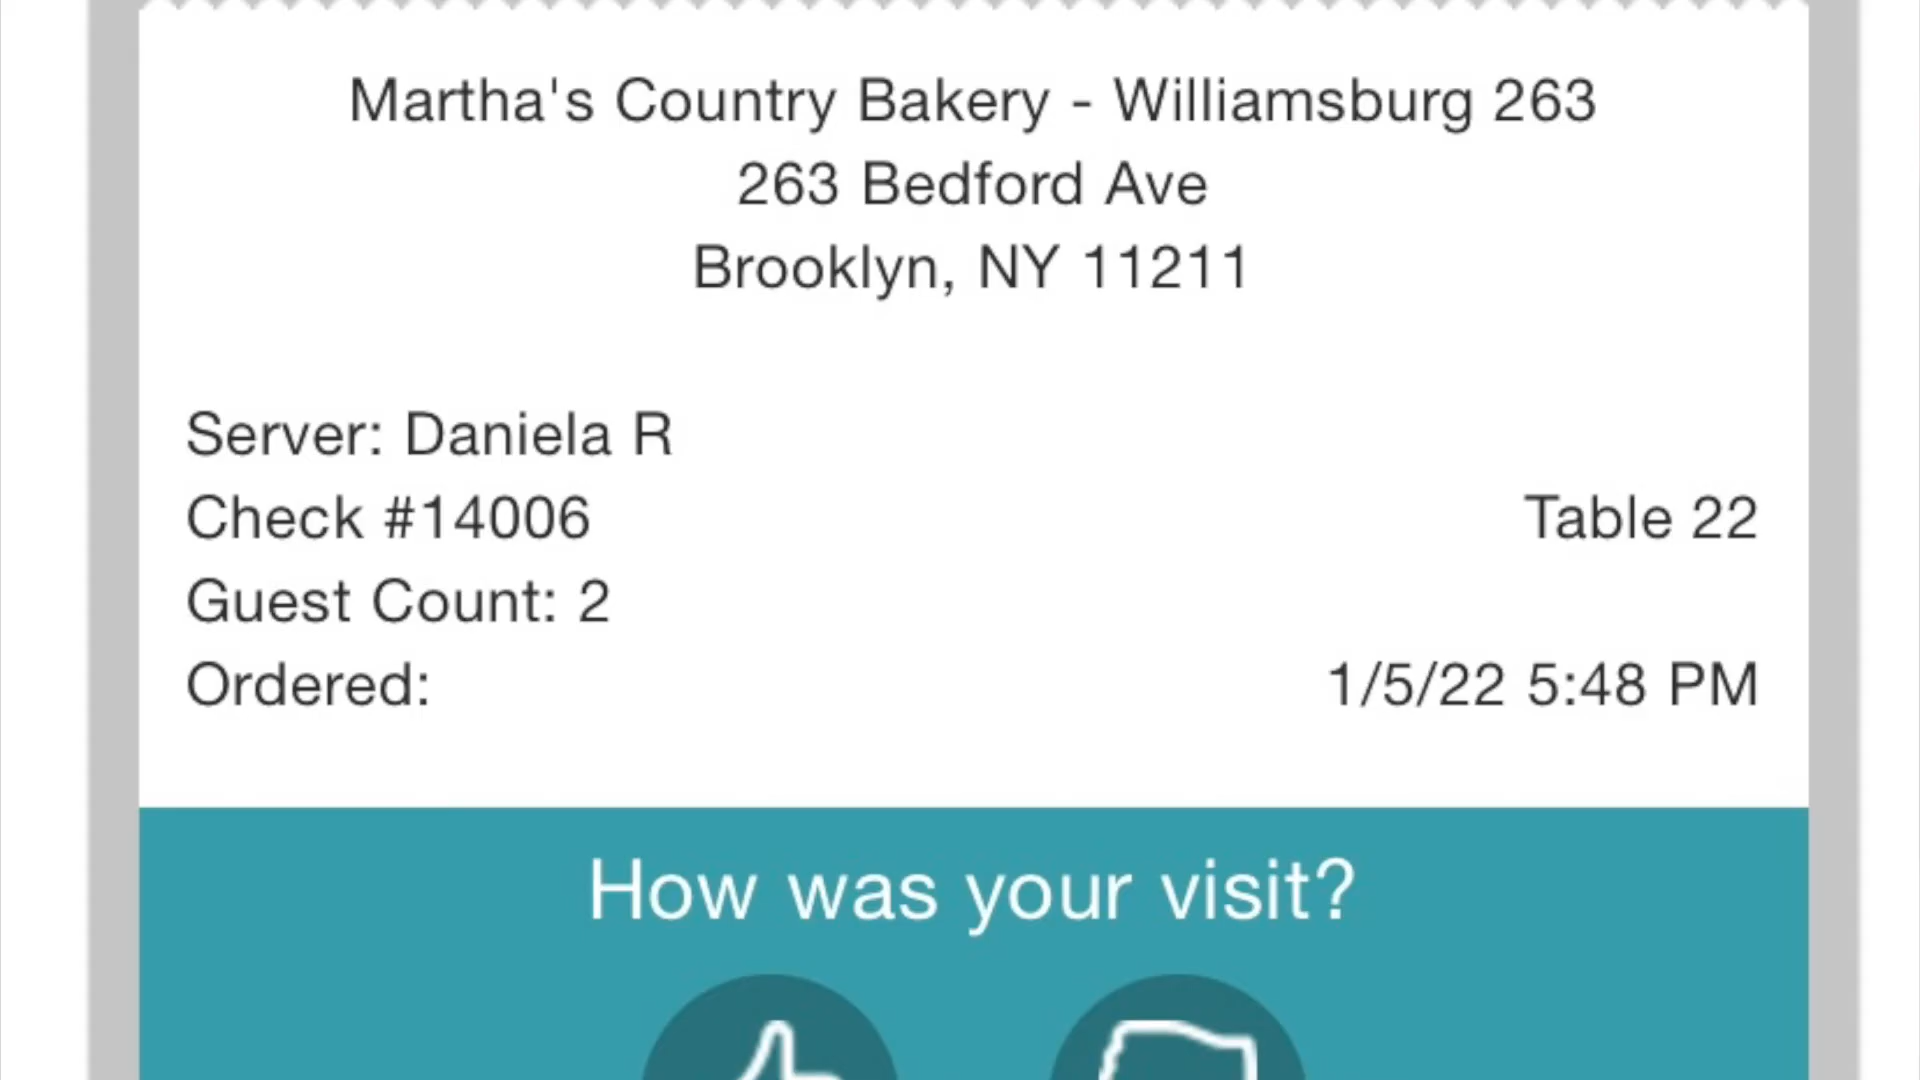 Martha's Country Bakery - Williamsburg 263
263 Bedford Ave
Brooklyn, NY 11211
Server: Daniela R
Check #14006 Table 22
Guest Count: 2
Ordered: 1/5/22 5:48 PM
How was your visit?